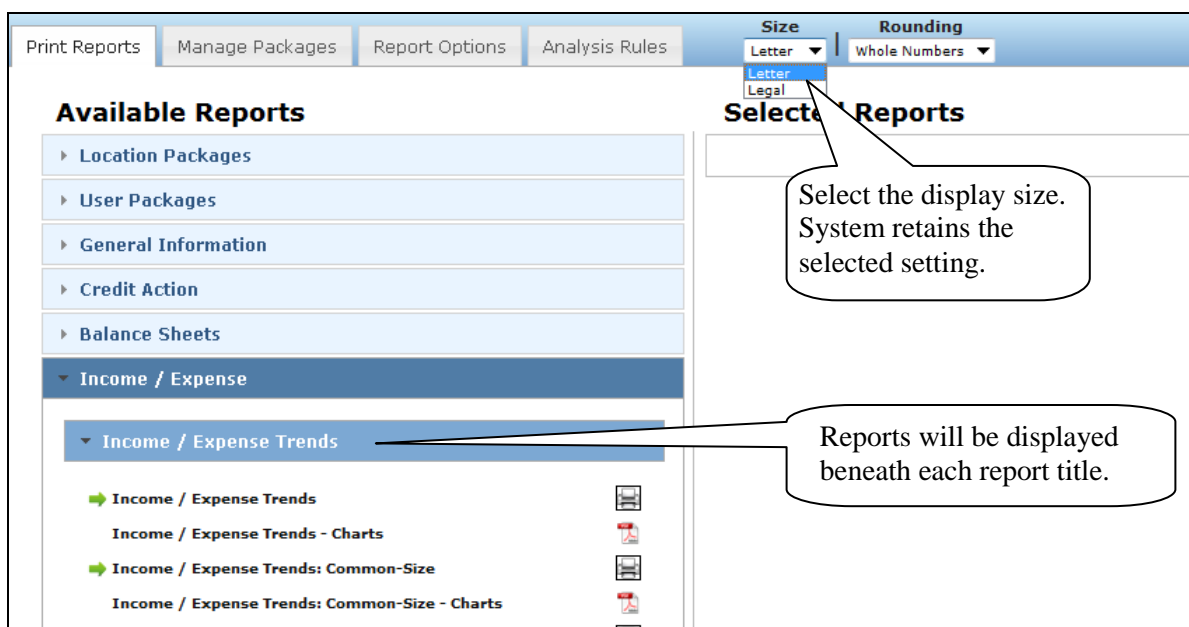 Print Reports Manage Packages Report Options Analysis Rules
Size Rounding
Letter Whole Numbers
Letter
Legal
Available Reports
Selected Reports
Location Packages
User Packages
General Information
Credit Action
Balance Sheets
Income / Expense
Income / Expense Trends
Income / Expense Trends
Income / Expense Trends - Charts
Income / Expense Trends: Common-Size
Income / Expense Trends: Common-Size - Charts
Select the display size.
System retains the
selected setting.
Reports will be displayed
beneath each report title.